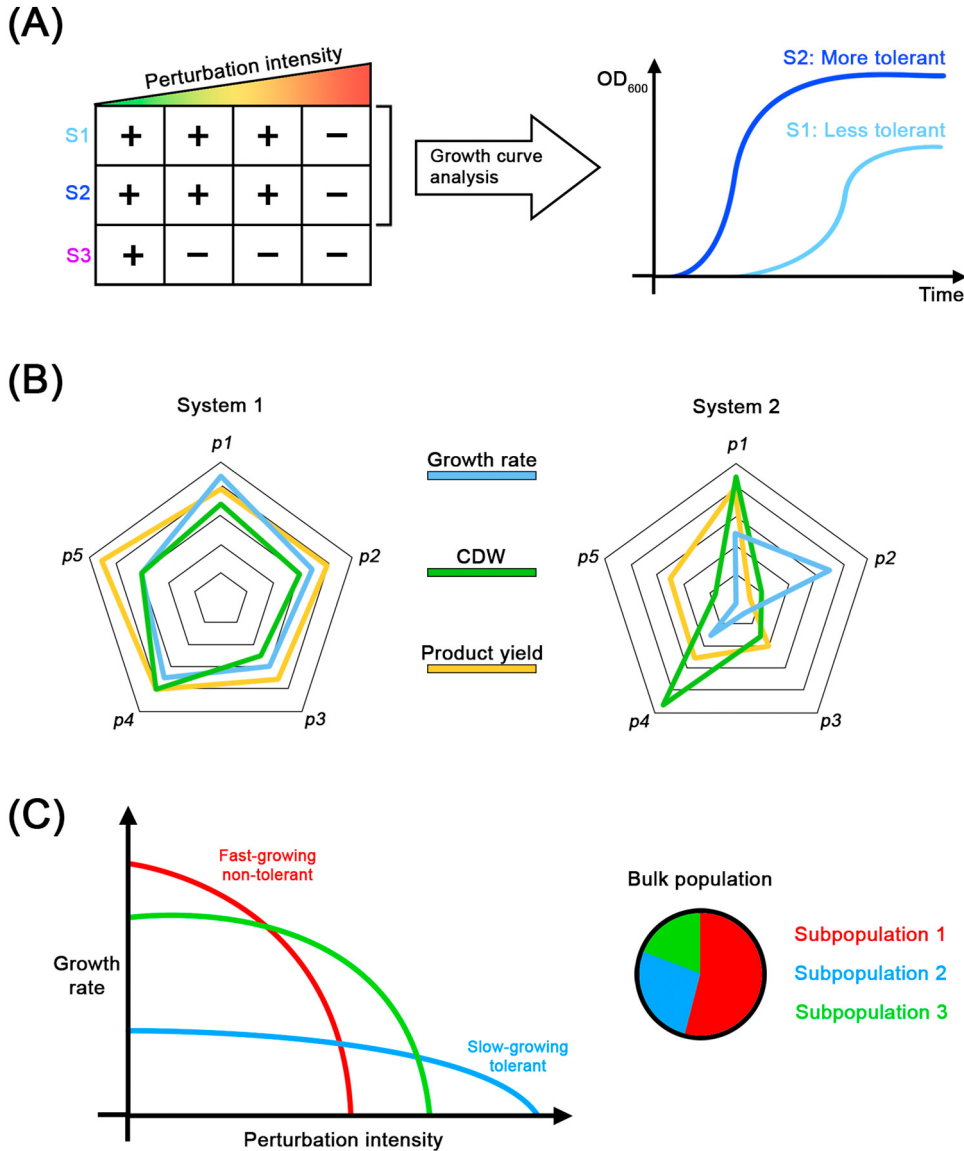 (A)
Perturbation intensity
S1
+ + + −
S2
+ + + −
S3
+ − − −
Growth curve
analysis
OD600
S2: More tolerant
S1: Less tolerant
Time
(B)
System 1
p1
p2
p3
p4
p5
Growth rate
CDW
Product yield
System 2
p1
p2
p3
p4
p5
(C)
Growth
rate
Fast-growing
non-tolerant
Slow-growing
tolerant
Perturbation intensity
Bulk population
Subpopulation 1
Subpopulation 2
Subpopulation 3